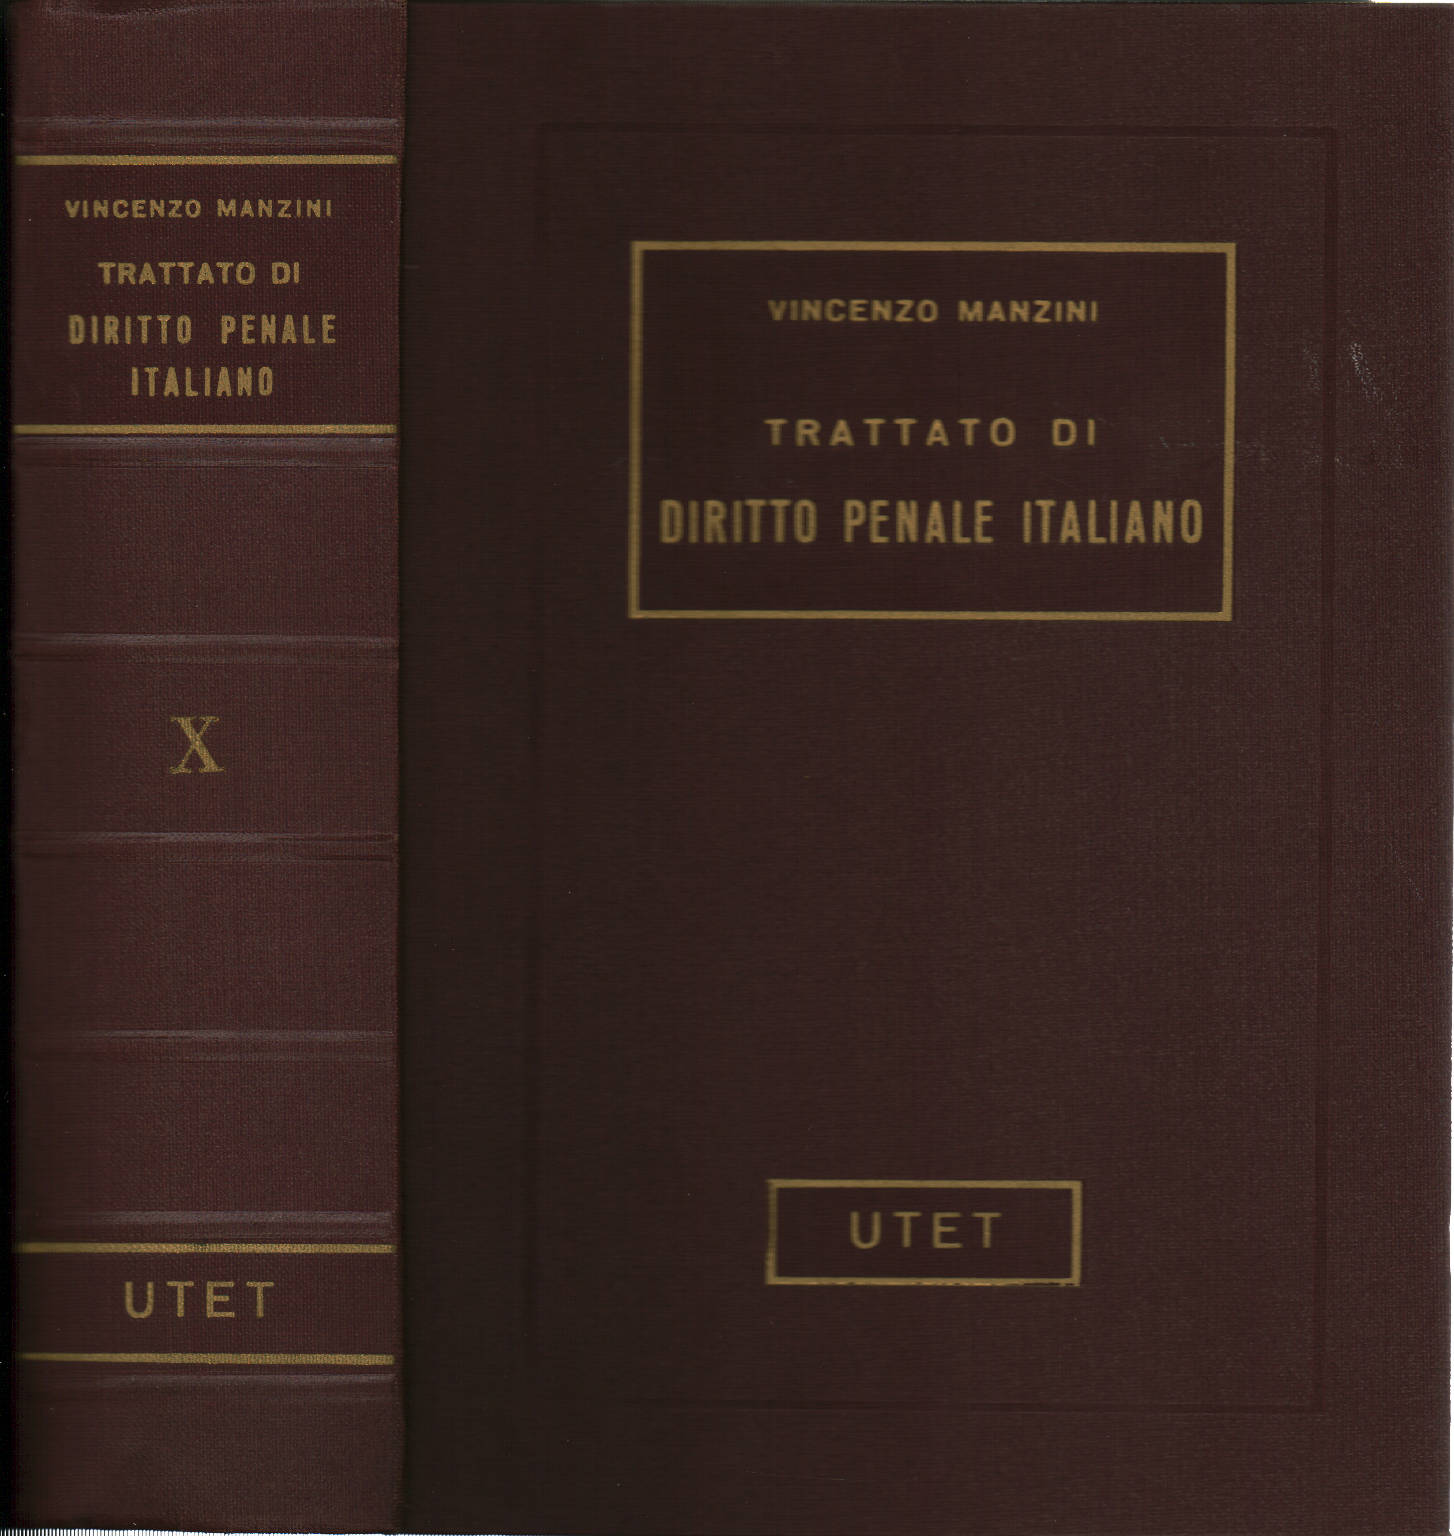 VINCENZO MANZINI
TRATTATO DI
DIRITTO PENALE
ITALIANO
X
UTET
VINCENZO MANZINI
TRATTATO DI
DIRITTO PENALE ITALIANO
UTET